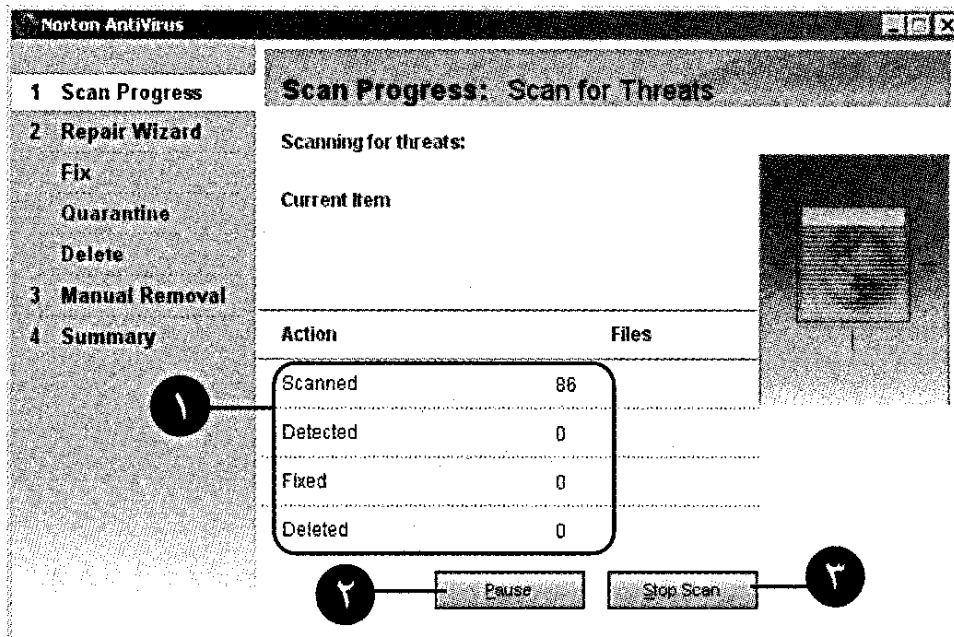 Norton AntiVirus
1 Scan Progress
2 Repair Wizard
Fix
Quarantine
Delete
3 Manual Removal
4 Summary
Scan Progress: Scan for Threats
Scanning for threats:
Current Item
Action Files
Scanned 86
Detected 0
Fixed 0
Deleted 0
Pause Stop Scan
١
٢
٣